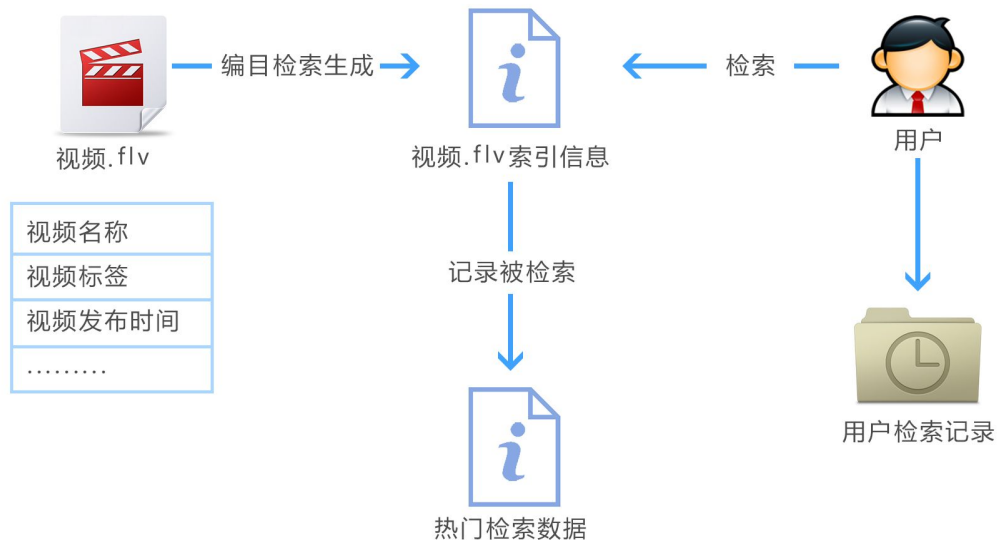 编目检索生成
检索
视频.flv
视频.flv索引信息
用户
视频名称
视频标签
视频发布时间
.........
记录被检索
用户检索记录
热门检索数据